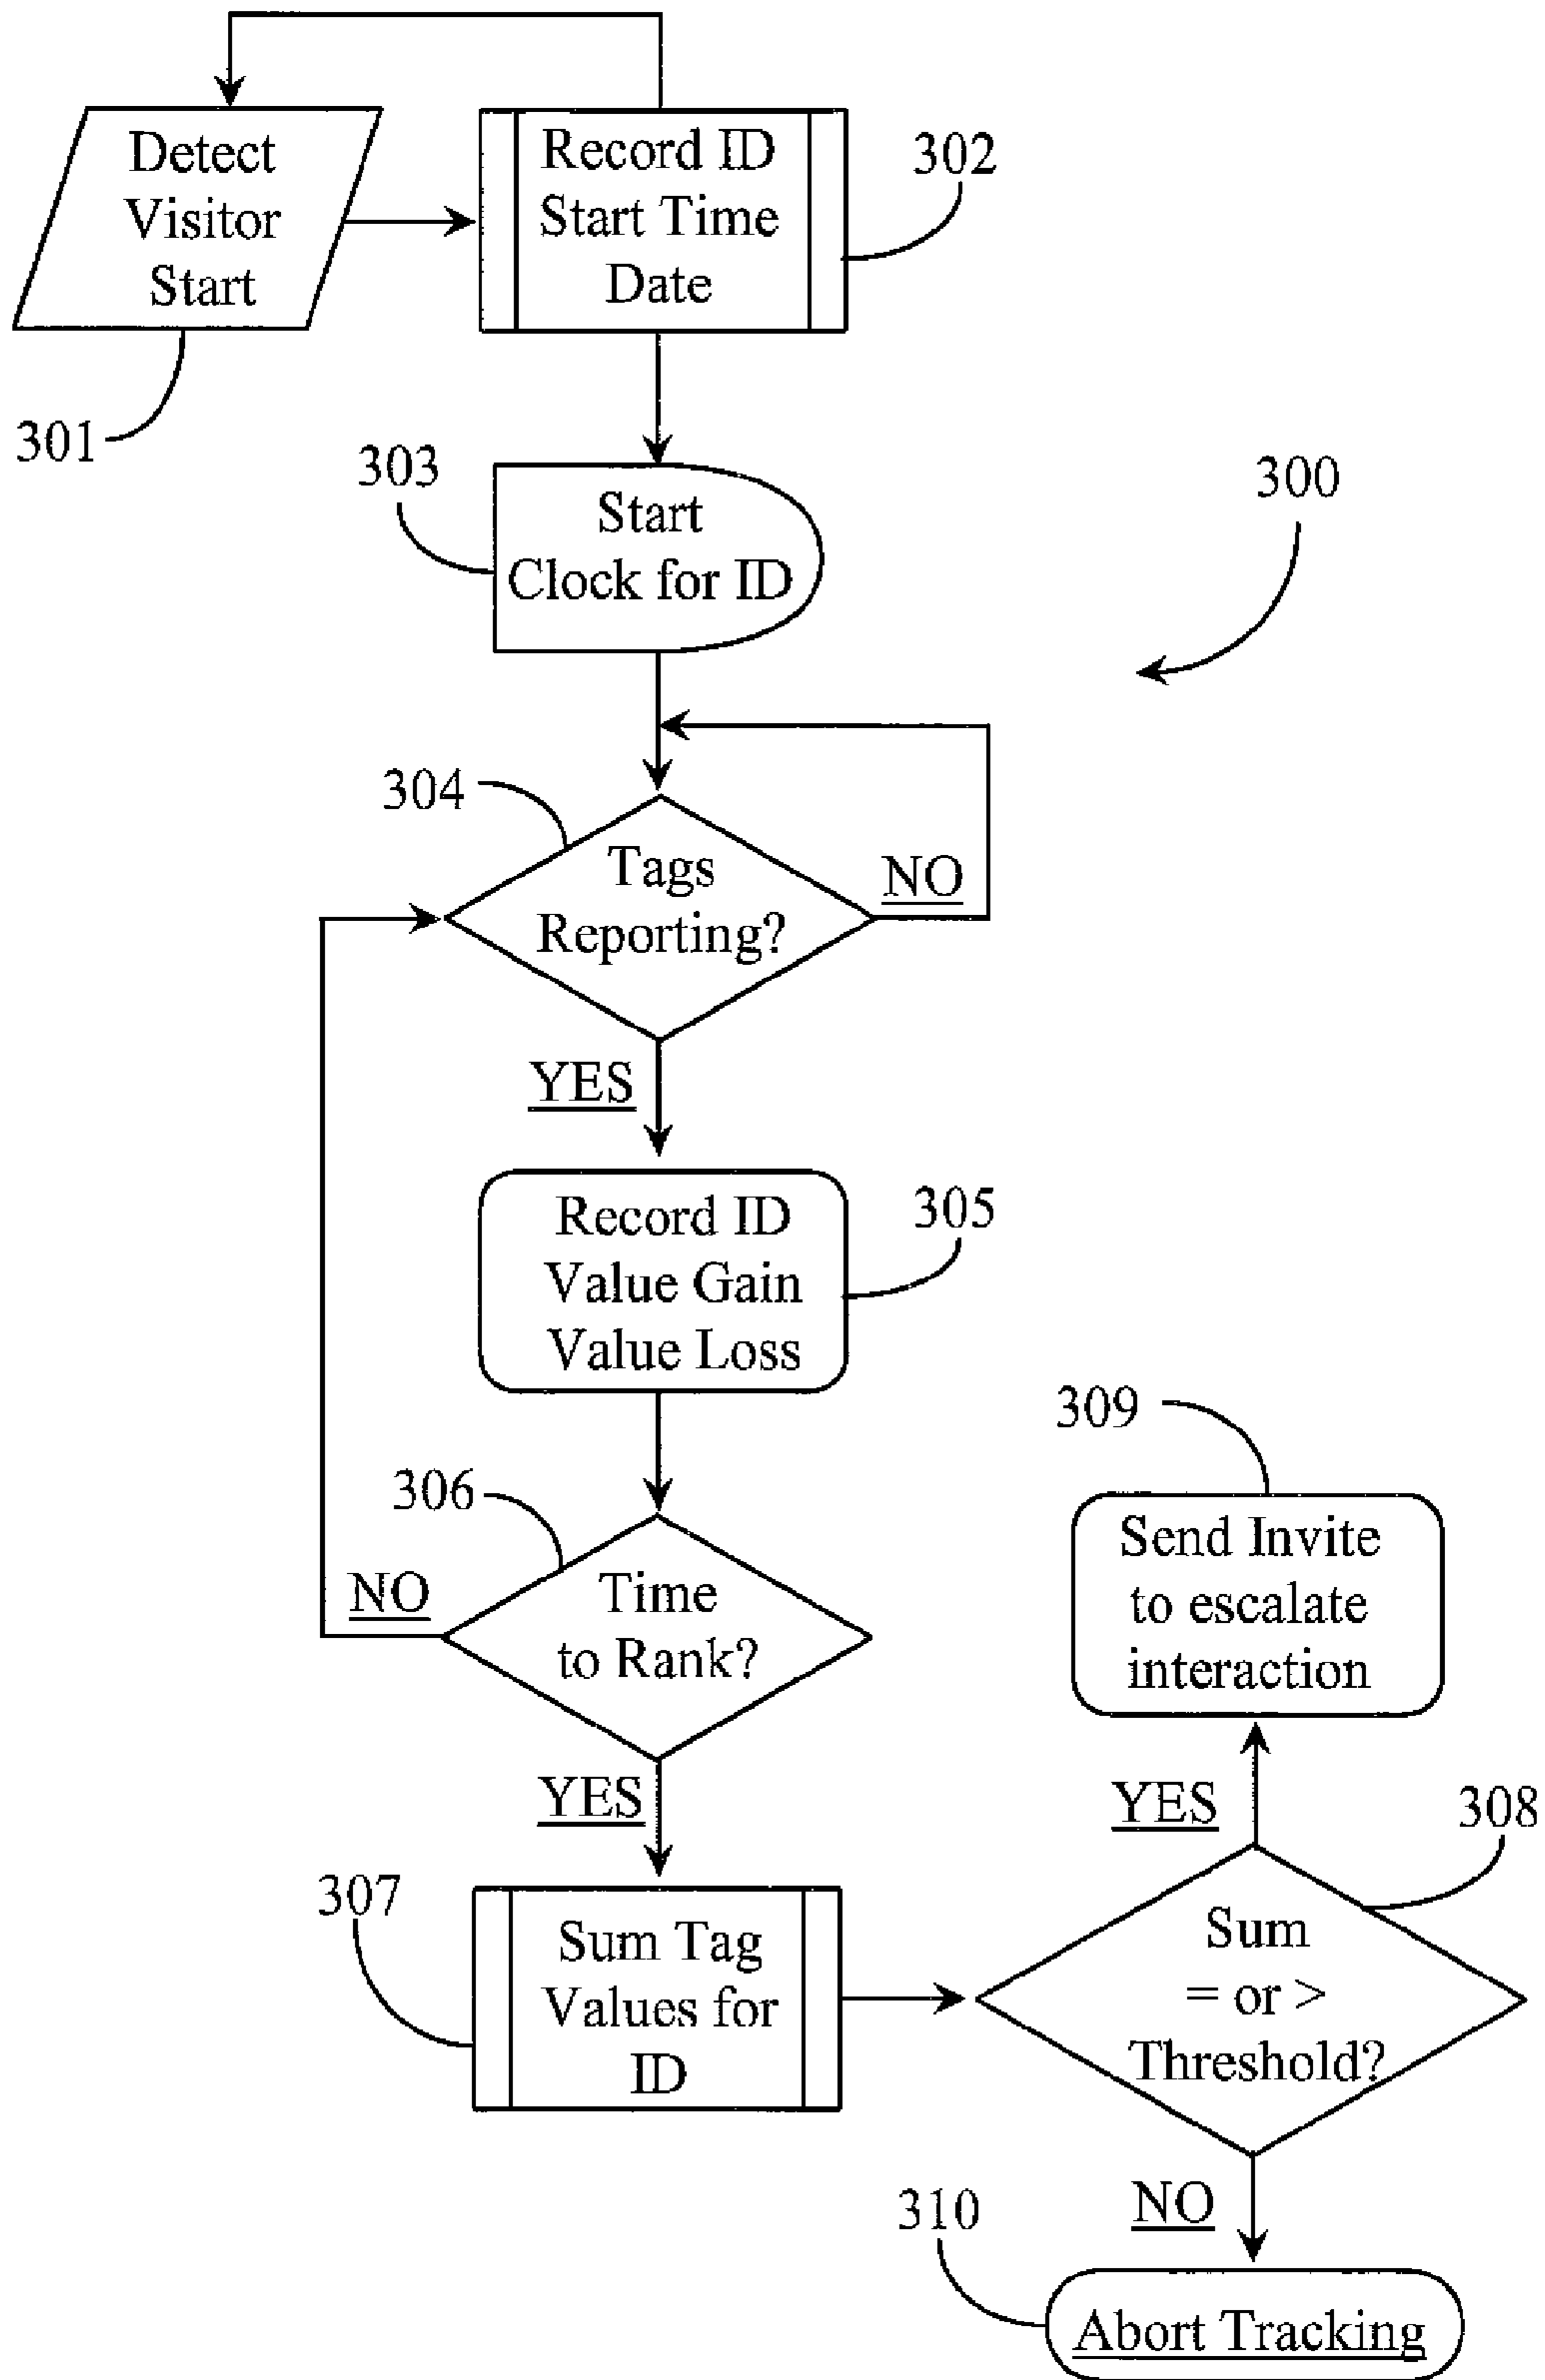 Detect
Visitor
Start
301
Record ID
Start Time
Date
302
303
Start
Clock for ID
300
304
Tags
Reporting?
NO
YES
Record ID
Value Gain
Value Loss
305
306
Time
to Rank?
NO
YES
309
Send Invite
to escalate
interaction
YES
308
307
Sum Tag
Values for
ID
Sum
= or >
Threshold?
NO
310
Abort Tracking